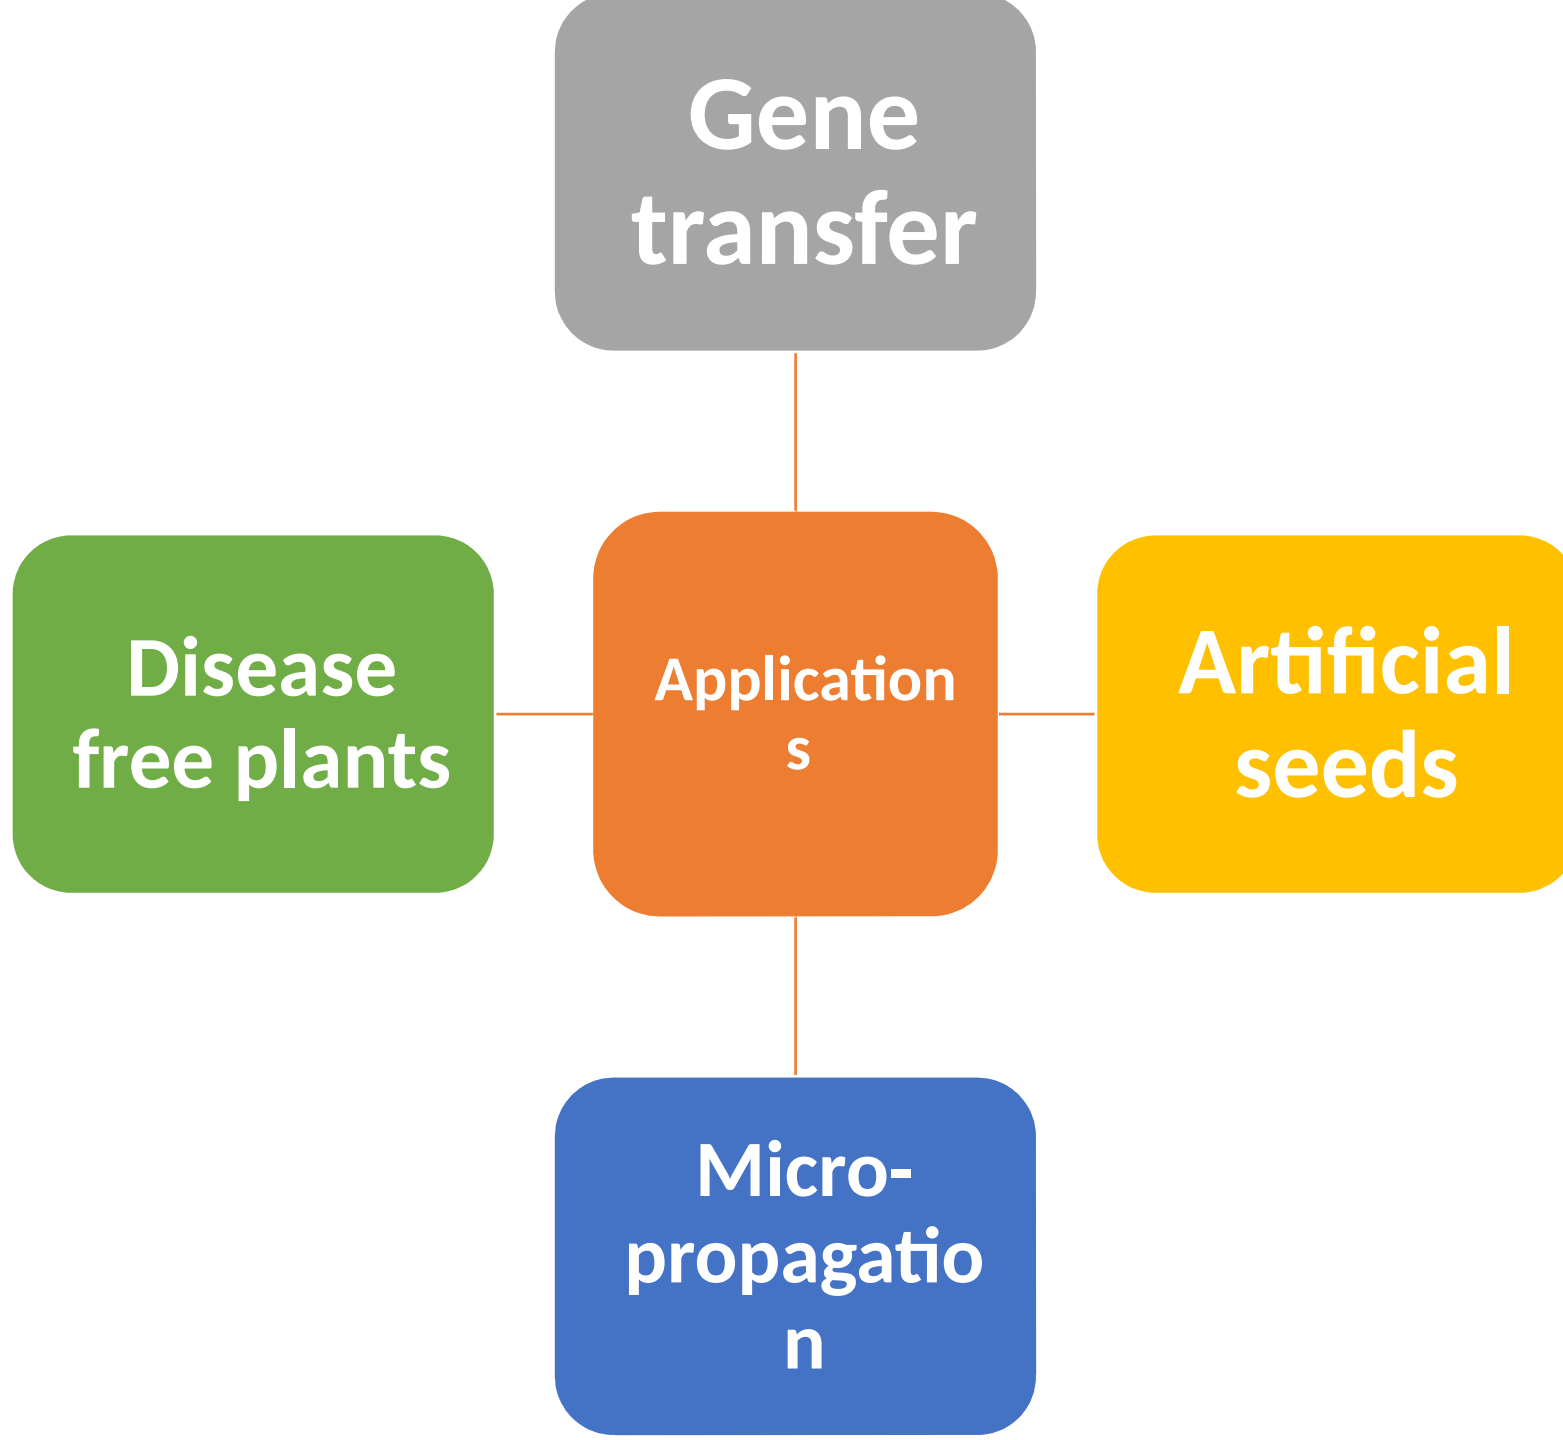 Gene
transfer
Disease
free plants
Application
s
Artificial
seeds
Micro-
propagatio
n